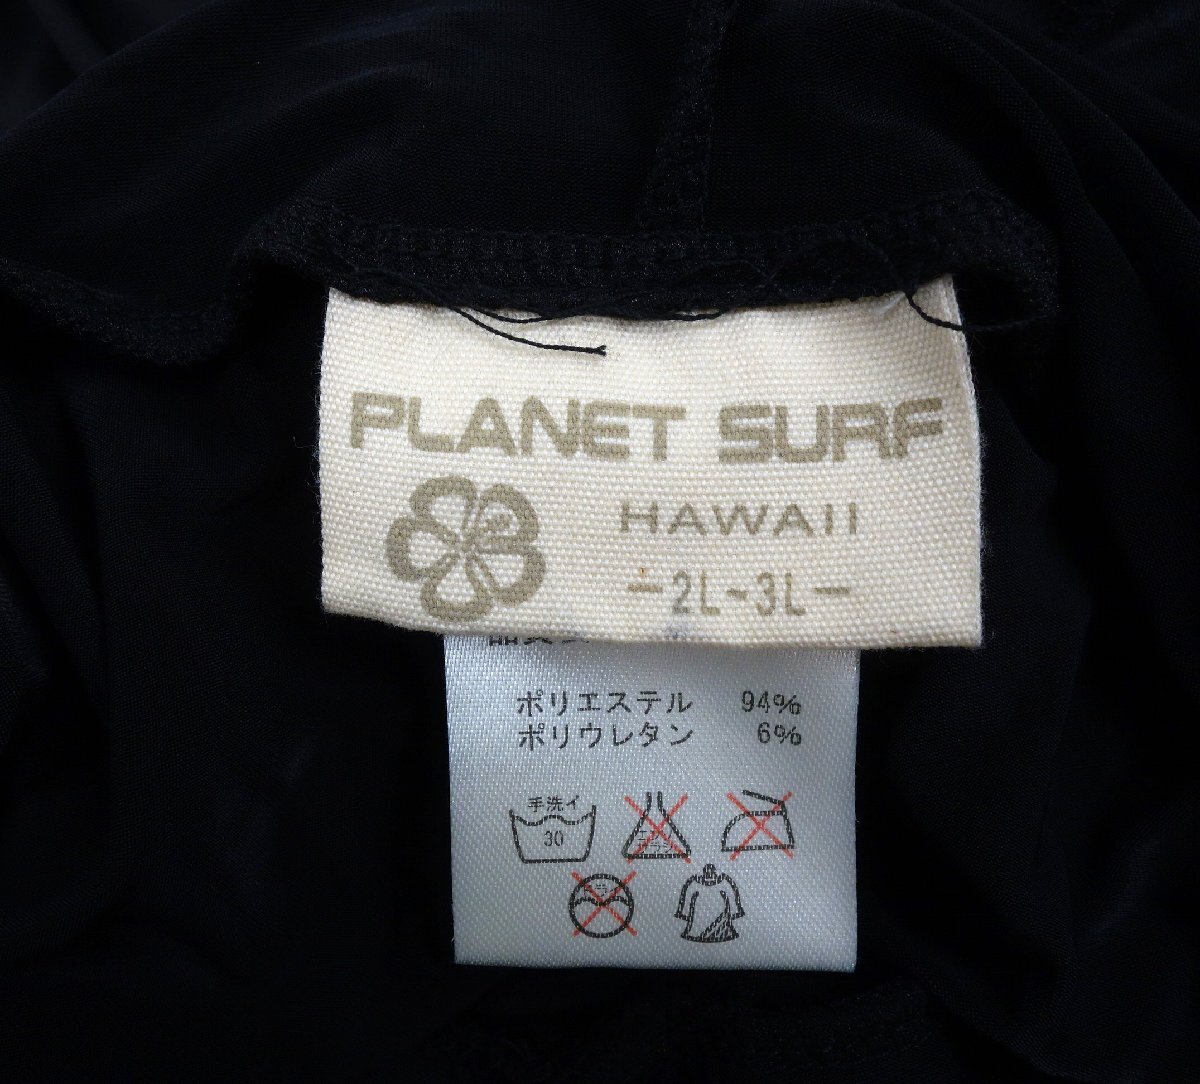 PLANET SURF
HAWAII
-2L-3L-
ポリエステル 94%
ポリウレタン 6%
手洗イ
30